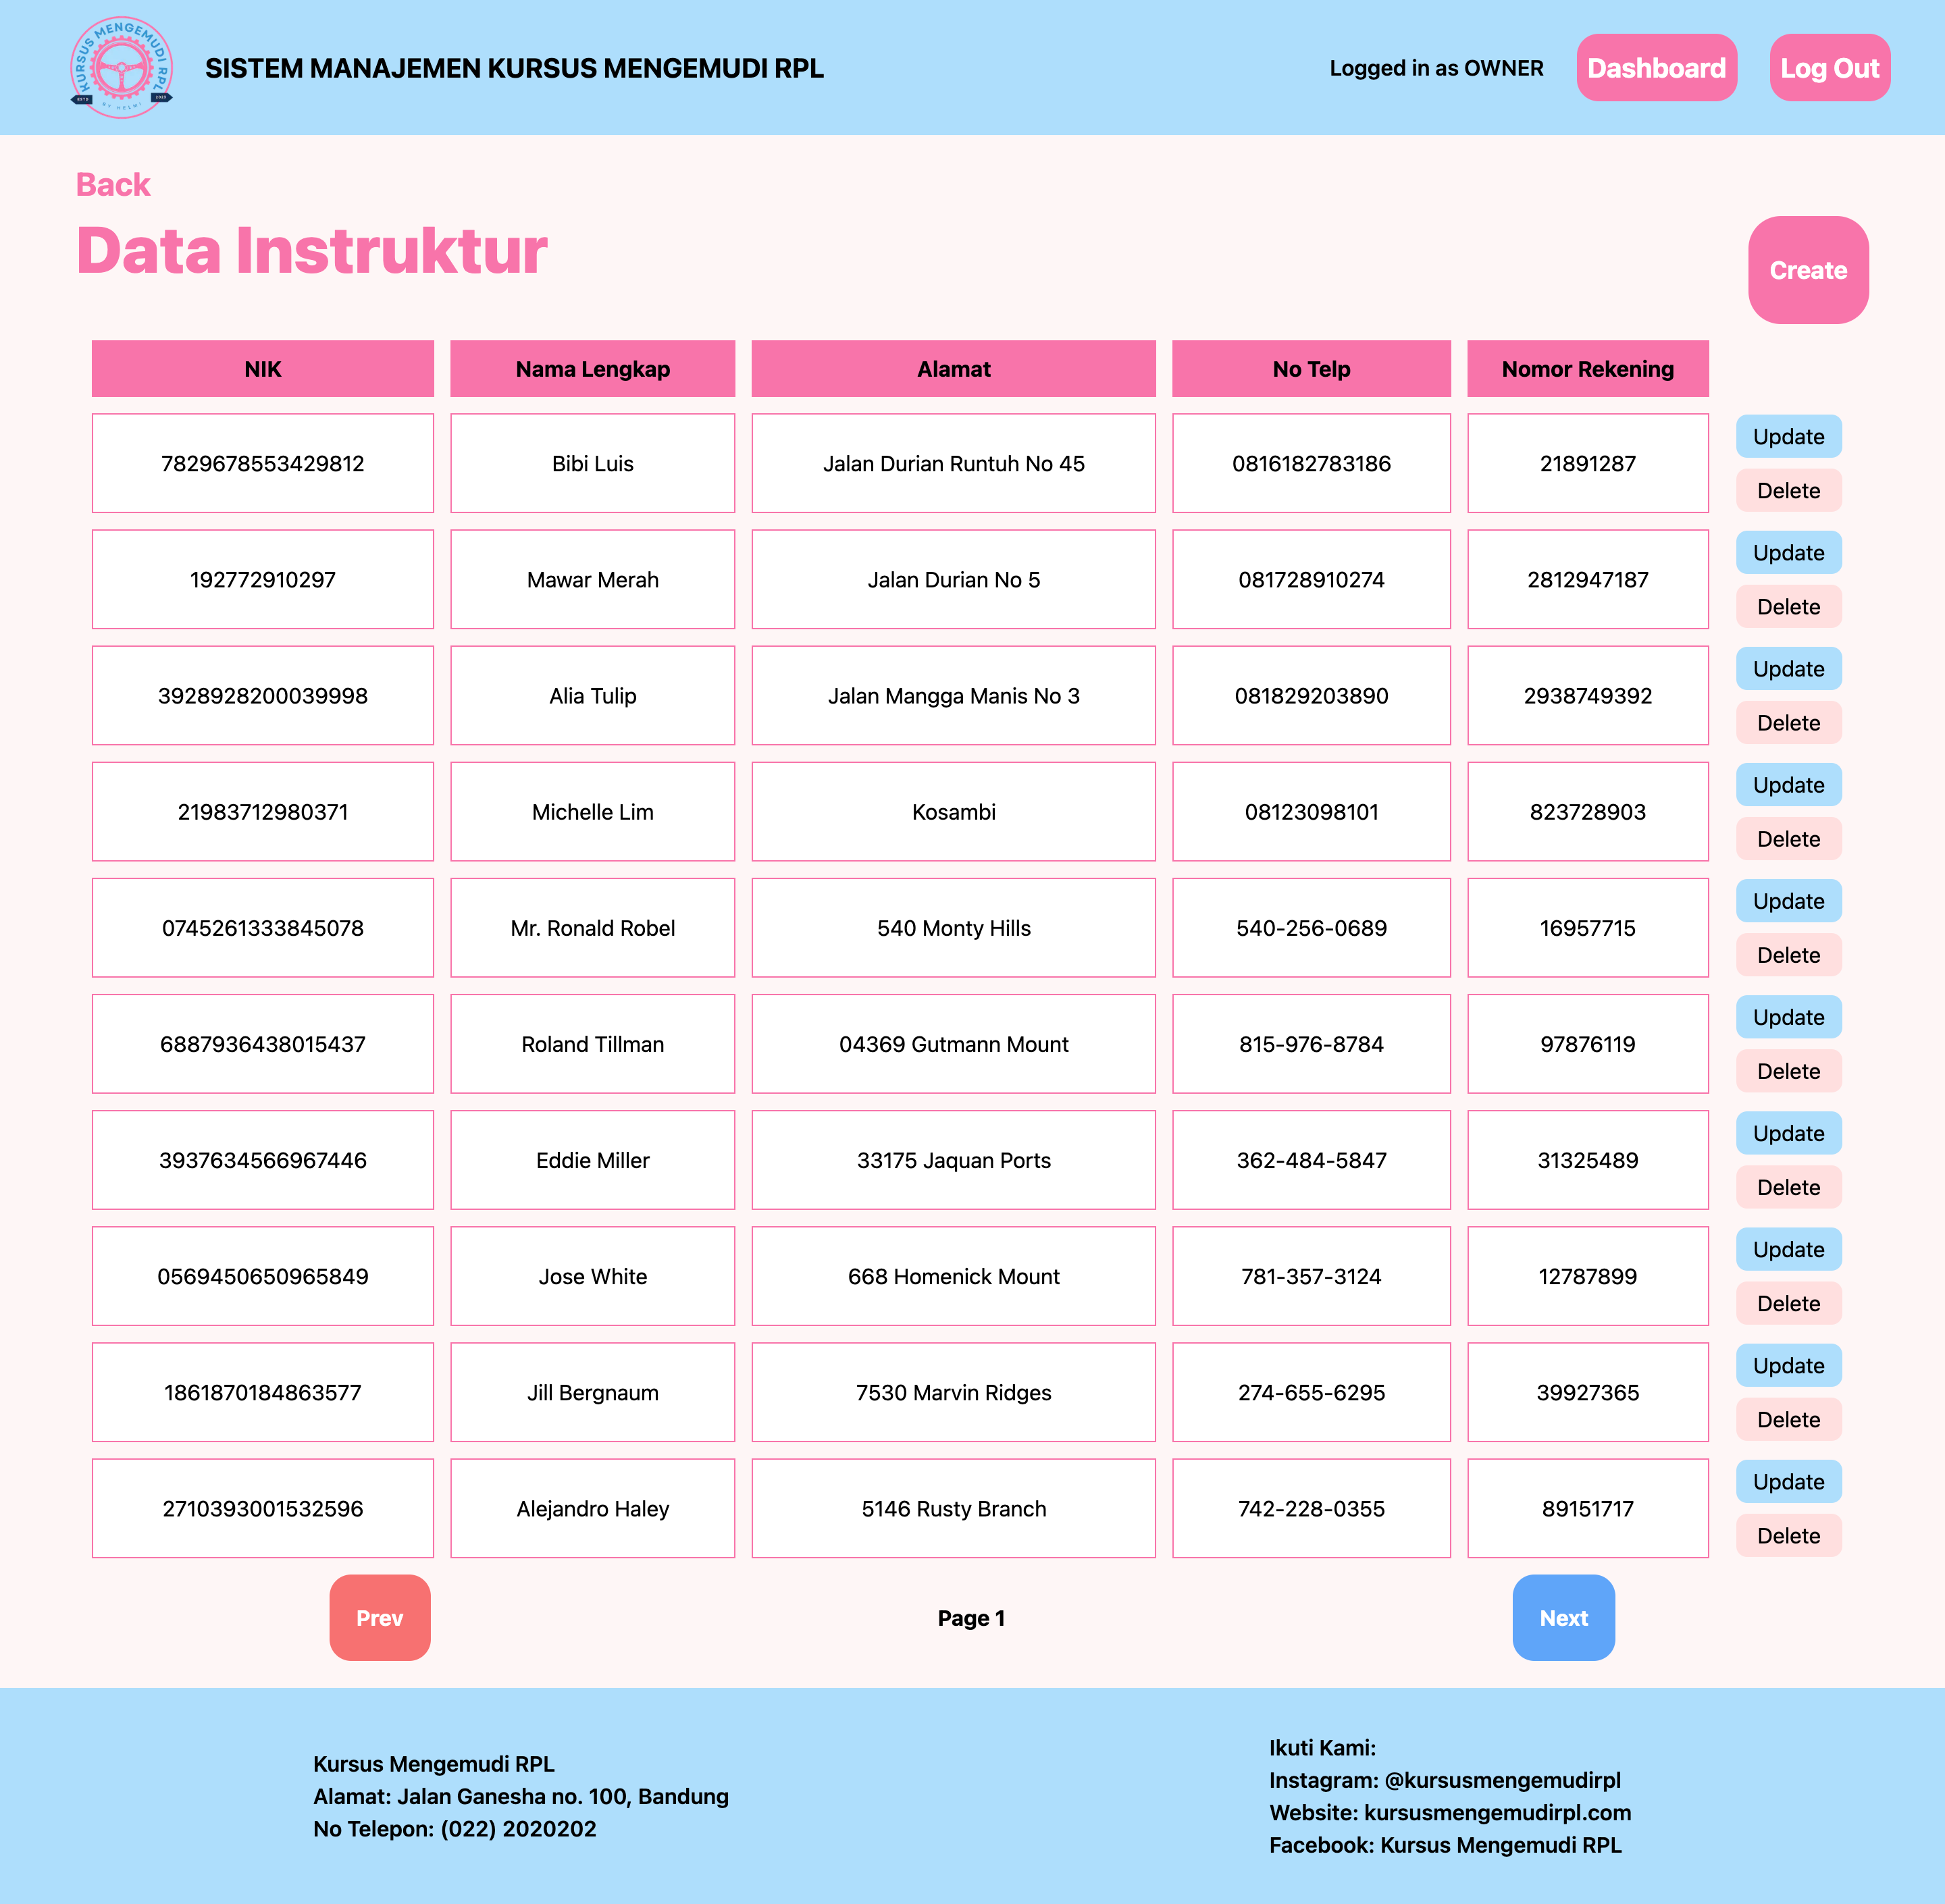 KURSUS MENGEMUDI RPL
ESTD 2023
BY HELMI
SISTEM MANAJEMEN KURSUS MENGEMUDI RPL
Logged in as OWNER
Dashboard
Log Out
Back
Data Instruktur
Create
NIK Nama Lengkap Alamat No Telp Nomor Rekening
7829678553429812 Bibi Luis Jalan Durian Runtuh No 45 0816182783186 21891287 Update
Delete
192772910297 Mawar Merah Jalan Durian No 5 081728910274 2812947187 Update
Delete
3928928200039998 Alia Tulip Jalan Mangga Manis No 3 081829203890 2938749392 Update
Delete
21983712980371 Michelle Lim Kosambi 08123098101 823728903 Update
Delete
0745261333845078 Mr. Ronald Robel 540 Monty Hills 540-256-0689 16957715 Update
Delete
6887936438015437 Roland Tillman 04369 Gutmann Mount 815-976-8784 97876119 Update
Delete
3937634566967446 Eddie Miller 33175 Jaquan Ports 362-484-5847 31325489 Update
Delete
0569450650965849 Jose White 668 Homenick Mount 781-357-3124 12787899 Update
Delete
1861870184863577 Jill Bergnaum 7530 Marvin Ridges 274-655-6295 39927365 Update
Delete
2710393001532596 Alejandro Haley 5146 Rusty Branch 742-228-0355 89151717 Update
Delete
Prev Page 1 Next
Kursus Mengemudi RPL
Alamat: Jalan Ganesha no. 100, Bandung
No Telepon: (022) 2020202
Ikuti Kami:
Instagram: @kursusmengemudirpl
Website: kursusmengemudirpl.com
Facebook: Kursus Mengemudi RPL